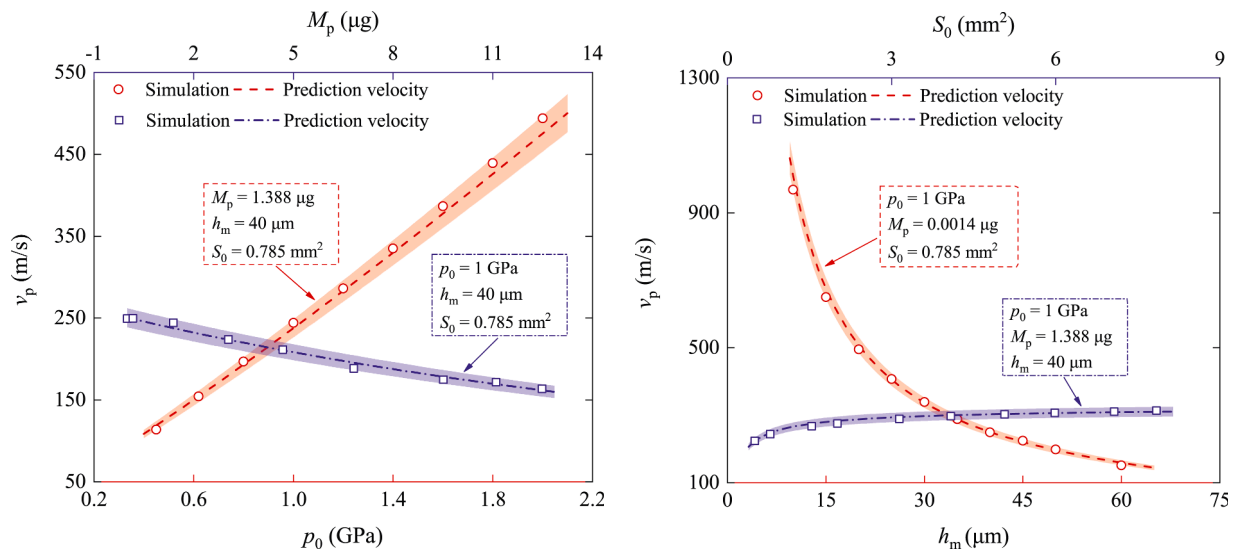 M_p (μg)
-1 2 5 8 11 14
550
450
350
250
150
50
v_p (m/s)
Simulation Prediction velocity
Simulation Prediction velocity
M_p = 1.388 μg
h_m = 40 μm
S_0 = 0.785 mm²
p_0 = 1 GPa
h_m = 40 μm
S_0 = 0.785 mm²
0.2 0.6 1.0 1.4 1.8 2.2
p_0 (GPa)
S_0 (mm²)
0 3 6 9
1300
900
500
100
v_p (m/s)
Simulation Prediction velocity
Simulation Prediction velocity
p_0 = 1 GPa
M_p = 0.0014 μg
S_0 = 0.785 mm²
p_0 = 1 GPa
M_p = 1.388 μg
h_m = 40 μm
0 15 30 45 60 75
h_m (μm)